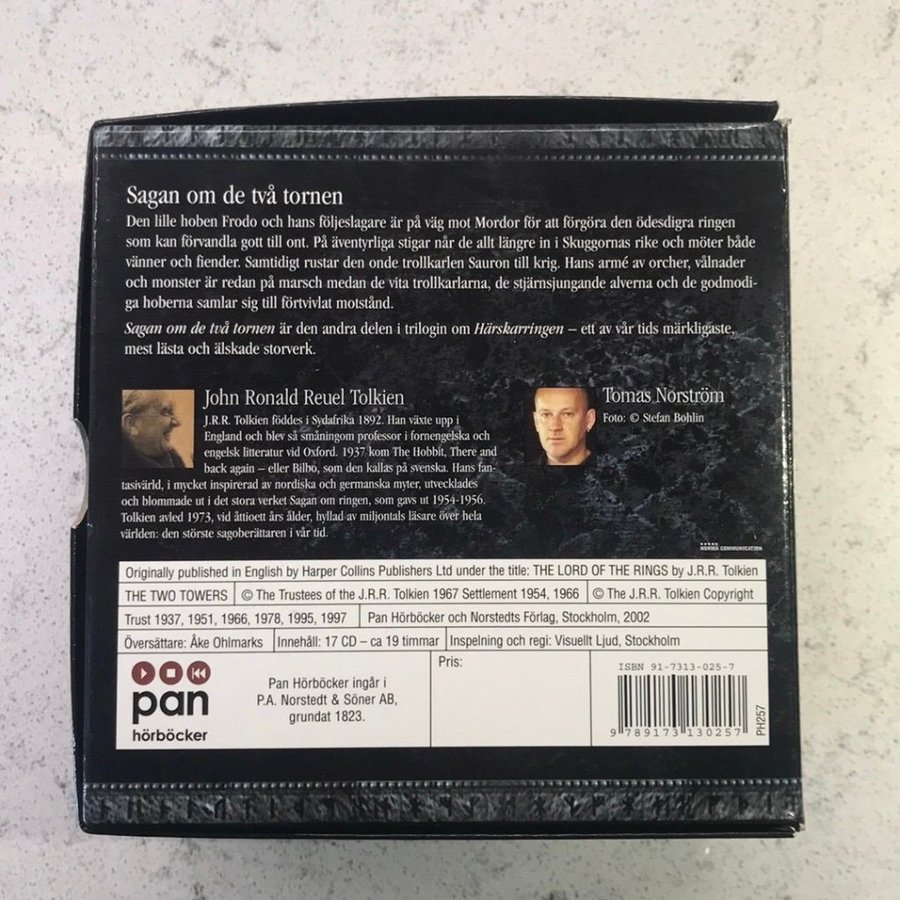 Sagan om de två tornen
Den lille hoben Frodo och hans följeslagare är på väg mot Mordor för att förgöra den ödesdigra ringen
som kan förvandla gott till ont. På äventyrliga stigar når de allt längre in i Skuggornas rike och möter både
vänner och fiender. Samtidigt rustar den onde trollkarlen Sauron till krig. Hans armé av orcher, vålnader
och monster är redan på marsch medan de vita trollkarlarna, de stjärnsjungande alverna och de godmodi-
ga hoberna samlar sig till förtvivlat motstånd.
Sagan om de två tornen är den andra delen i trilogin om Härskarringen – ett av vår tids märkligaste,
mest lästa och älskade storverk.
John Ronald Reuel Tolkien
J.R.R. Tolkien föddes i Sydafrika 1892. Han växte upp i
England och blev så småningom professor i fornengelska och
engelsk litteratur vid Oxford. 1937 kom The Hobbit, There and
back again – eller Bilbo, som den kallas på svenska. Hans fan-
tasivärld, i mycket inspirerad av nordiska och germanska myter, utvecklades
och blommade ut i det stora verket Sagan om ringen, som gavs ut 1954-1956.
Tolkien avled 1973, vid åttioett års ålder, hyllad av miljontals läsare över hela
världen: den störste sagoberättaren i vår tid.
Tomas Norström
Foto: © Stefan Bohlin
NORMA COMMUNICATION
Originally published in English by Harper Collins Publishers Ltd under the title: THE LORD OF THE RINGS by J.R.R. Tolkien
THE TWO TOWERS © The Trustees of the J.R.R. Tolkien 1967 Settlement 1954, 1966 © The J.R.R. Tolkien Copyright
Trust 1937, 1951, 1966, 1978, 1995, 1997 Pan Hörböcker och Norstedts Förlag, Stockholm, 2002
Översättare: Åke Ohlmarks Innehåll: 17 CD – ca 19 timmar Inspelning och regi: Visuellt Ljud, Stockholm
pan
hörböcker
Pan Hörböcker ingår i
P.A. Norstedt & Söner AB,
grundat 1823.
Pris:
ISBN 91-7313-025-7
9 789173 130257
PH257